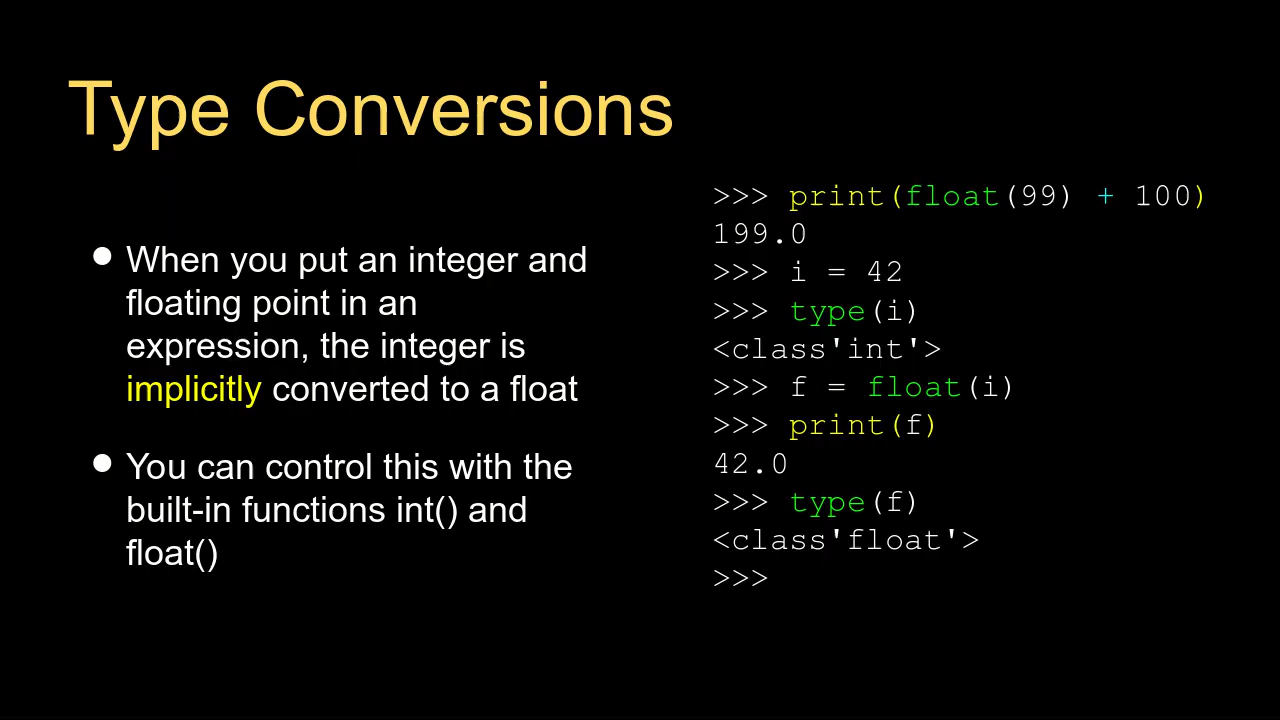 Type Conversions
● When you put an integer and
floating point in an
expression, the integer is
implicitly converted to a float
● You can control this with the
built-in functions int() and
float()
>>> print(float(99) + 100)
199.0
>>> i = 42
>>> type(i)
<class'int'>
>>> f = float(i)
>>> print(f)
42.0
>>> type(f)
<class'float'>
>>>